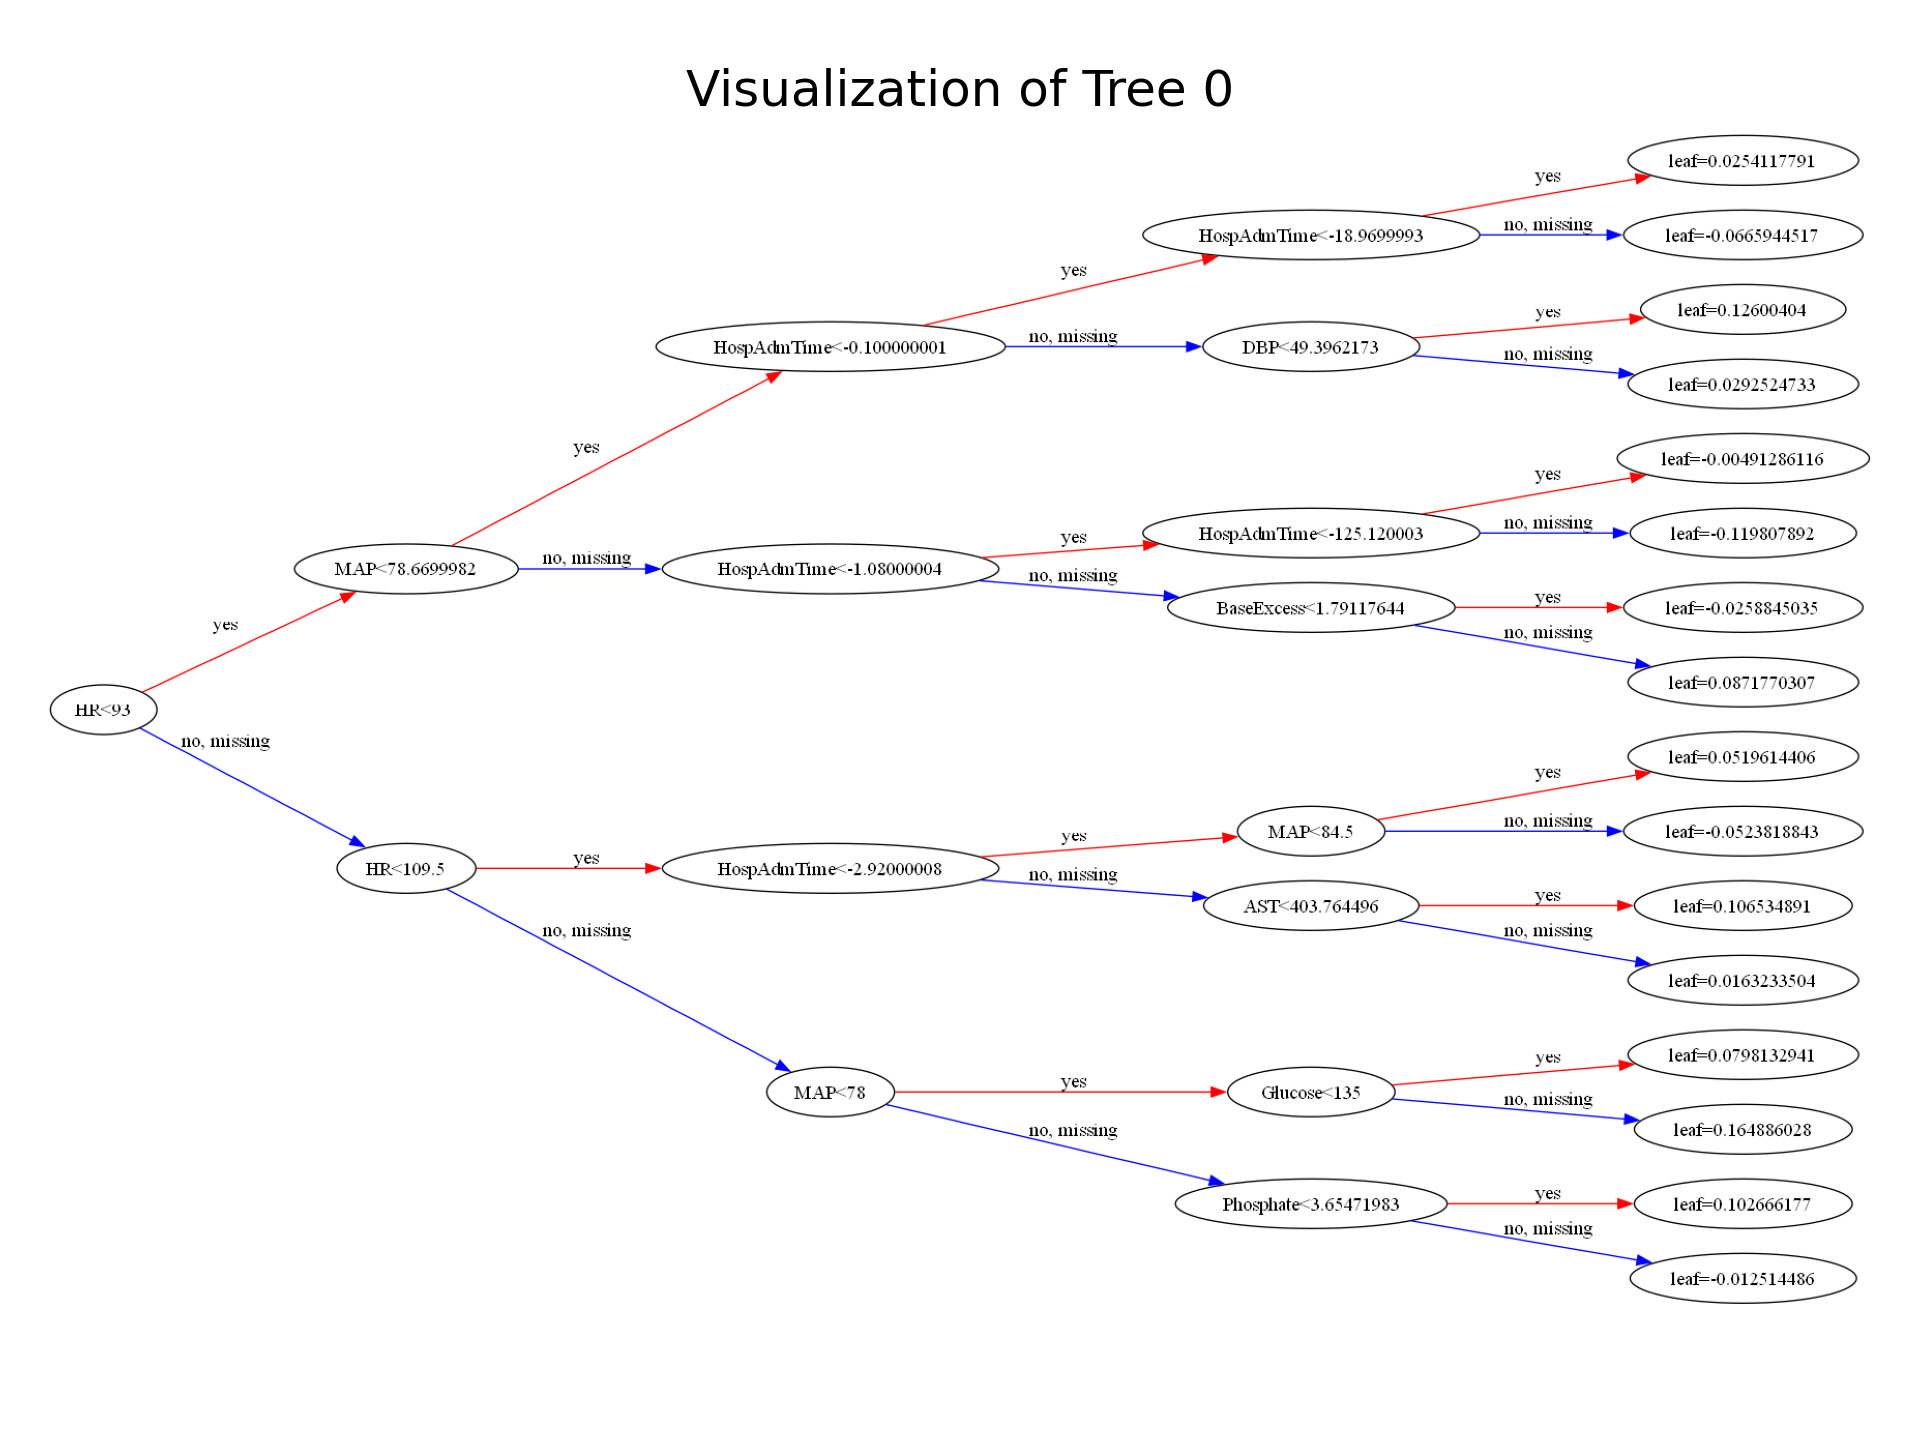 Visualization of Tree 0
leaf=0.0254117791
yes
no, missing
HospAdmTime<-18.9699993
leaf=-0.0665944517
yes
leaf=0.12600404
yes
no, missing
HospAdmTime<-0.100000001
DBP<49.3962173
no, missing
leaf=0.0292524733
yes
leaf=-0.00491286116
yes
no, missing
HospAdmTime<-125.120003
leaf=-0.119807892
yes
no, missing
MAP<78.6699982
HospAdmTime<-1.08000004
no, missing
BaseExcess<1.79117644
yes
leaf=-0.0258845035
yes
no, missing
leaf=0.0871770307
HR<93
no, missing
leaf=0.0519614406
yes
no, missing
MAP<84.5
leaf=-0.0523818843
yes
yes
HR<109.5
HospAdmTime<-2.92000008
no, missing
AST<403.764496
yes
leaf=0.106534891
no, missing
no, missing
leaf=0.0163233504
leaf=0.0798132941
yes
yes
MAP<78
Glucose<135
no, missing
leaf=0.164886028
no, missing
Phosphate<3.65471983
yes
leaf=0.102666177
no, missing
leaf=-0.012514486